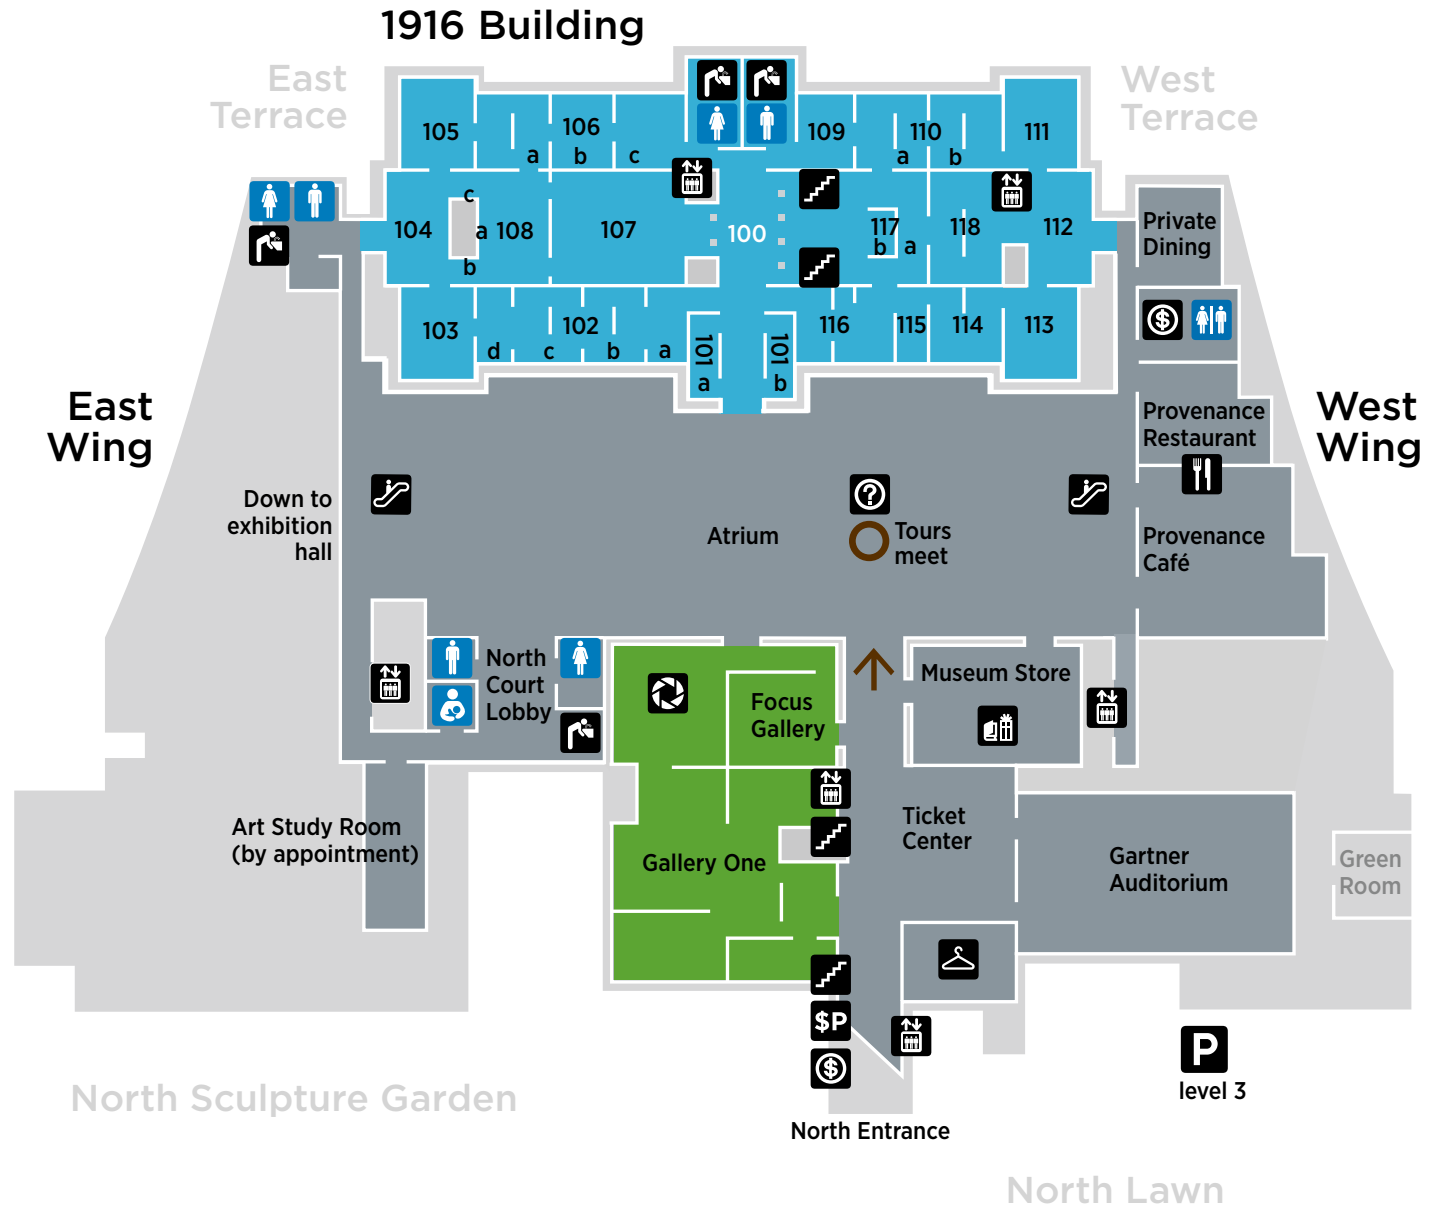 1916 Building
East
Terrace
West
Terrace
105
106
a
b
c
109
110
a
b
111
104
c
a
b
108
107
100
117
b
a
118
112
Private
Dining
103
102
d
c
b
a
101
a
101
b
116
115
114
113
$
East
Wing
West
Wing
Provenance
Restaurant
Down to
exhibition
hall
Atrium
?
Tours
meet
Provenance
Café
North
Court
Lobby
Focus
Gallery
Museum Store
Art Study Room
(by appointment)
Gallery One
Ticket
Center
Gartner
Auditorium
Green
Room
$P
$
P
level 3
North Sculpture Garden
North Entrance
North Lawn